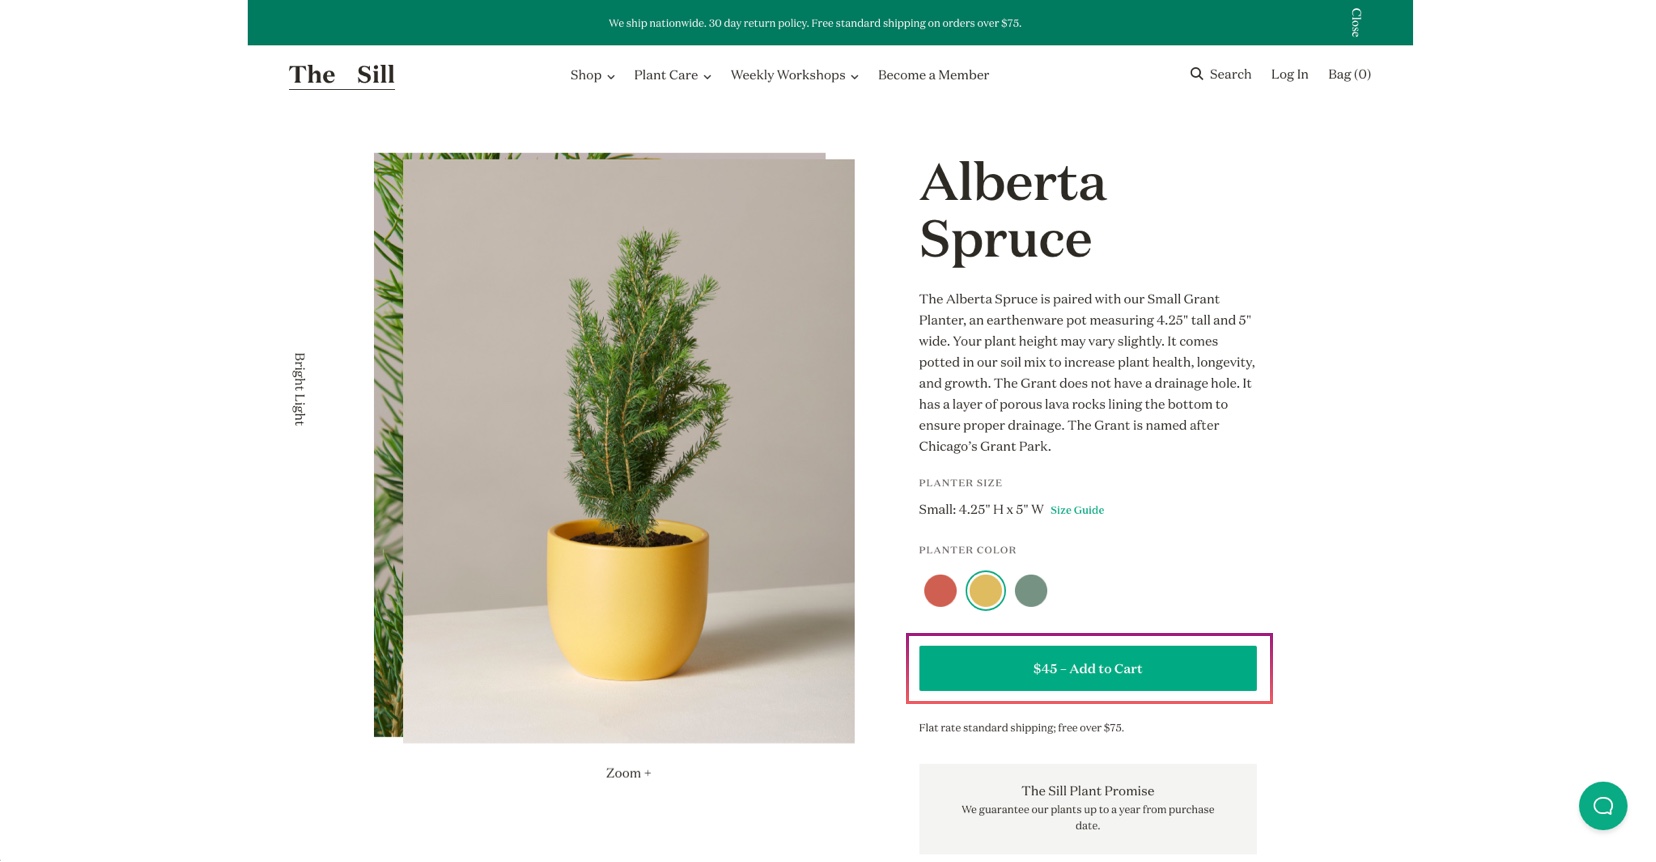 We ship nationwide. 30 day return policy. Free standard shipping on orders over $75.
Close
The Sill
Shop
Plant Care
Weekly Workshops
Become a Member
Search
Log In
Bag (0)
Bright Light
Alberta
Spruce
The Alberta Spruce is paired with our Small Grant
Planter, an earthenware pot measuring 4.25" tall and 5"
wide. Your plant height may vary slightly. It comes
potted in our soil mix to increase plant health, longevity,
and growth. The Grant does not have a drainage hole. It
has a layer of porous lava rocks lining the bottom to
ensure proper drainage. The Grant is named after
Chicago’s Grant Park.
PLANTER SIZE
Small: 4.25" H x 5" W Size Guide
PLANTER COLOR
$45 – Add to Cart
Flat rate standard shipping; free over $75.
Zoom +
The Sill Plant Promise
We guarantee our plants up to a year from purchase
date.